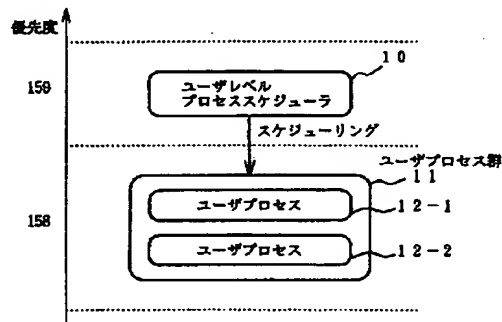 優先度
10
159
ユーザレベル
プロセススケジューラ
スケジューリング
ユーザプロセス群
11
158
ユーザプロセス
12-1
ユーザプロセス
12-2